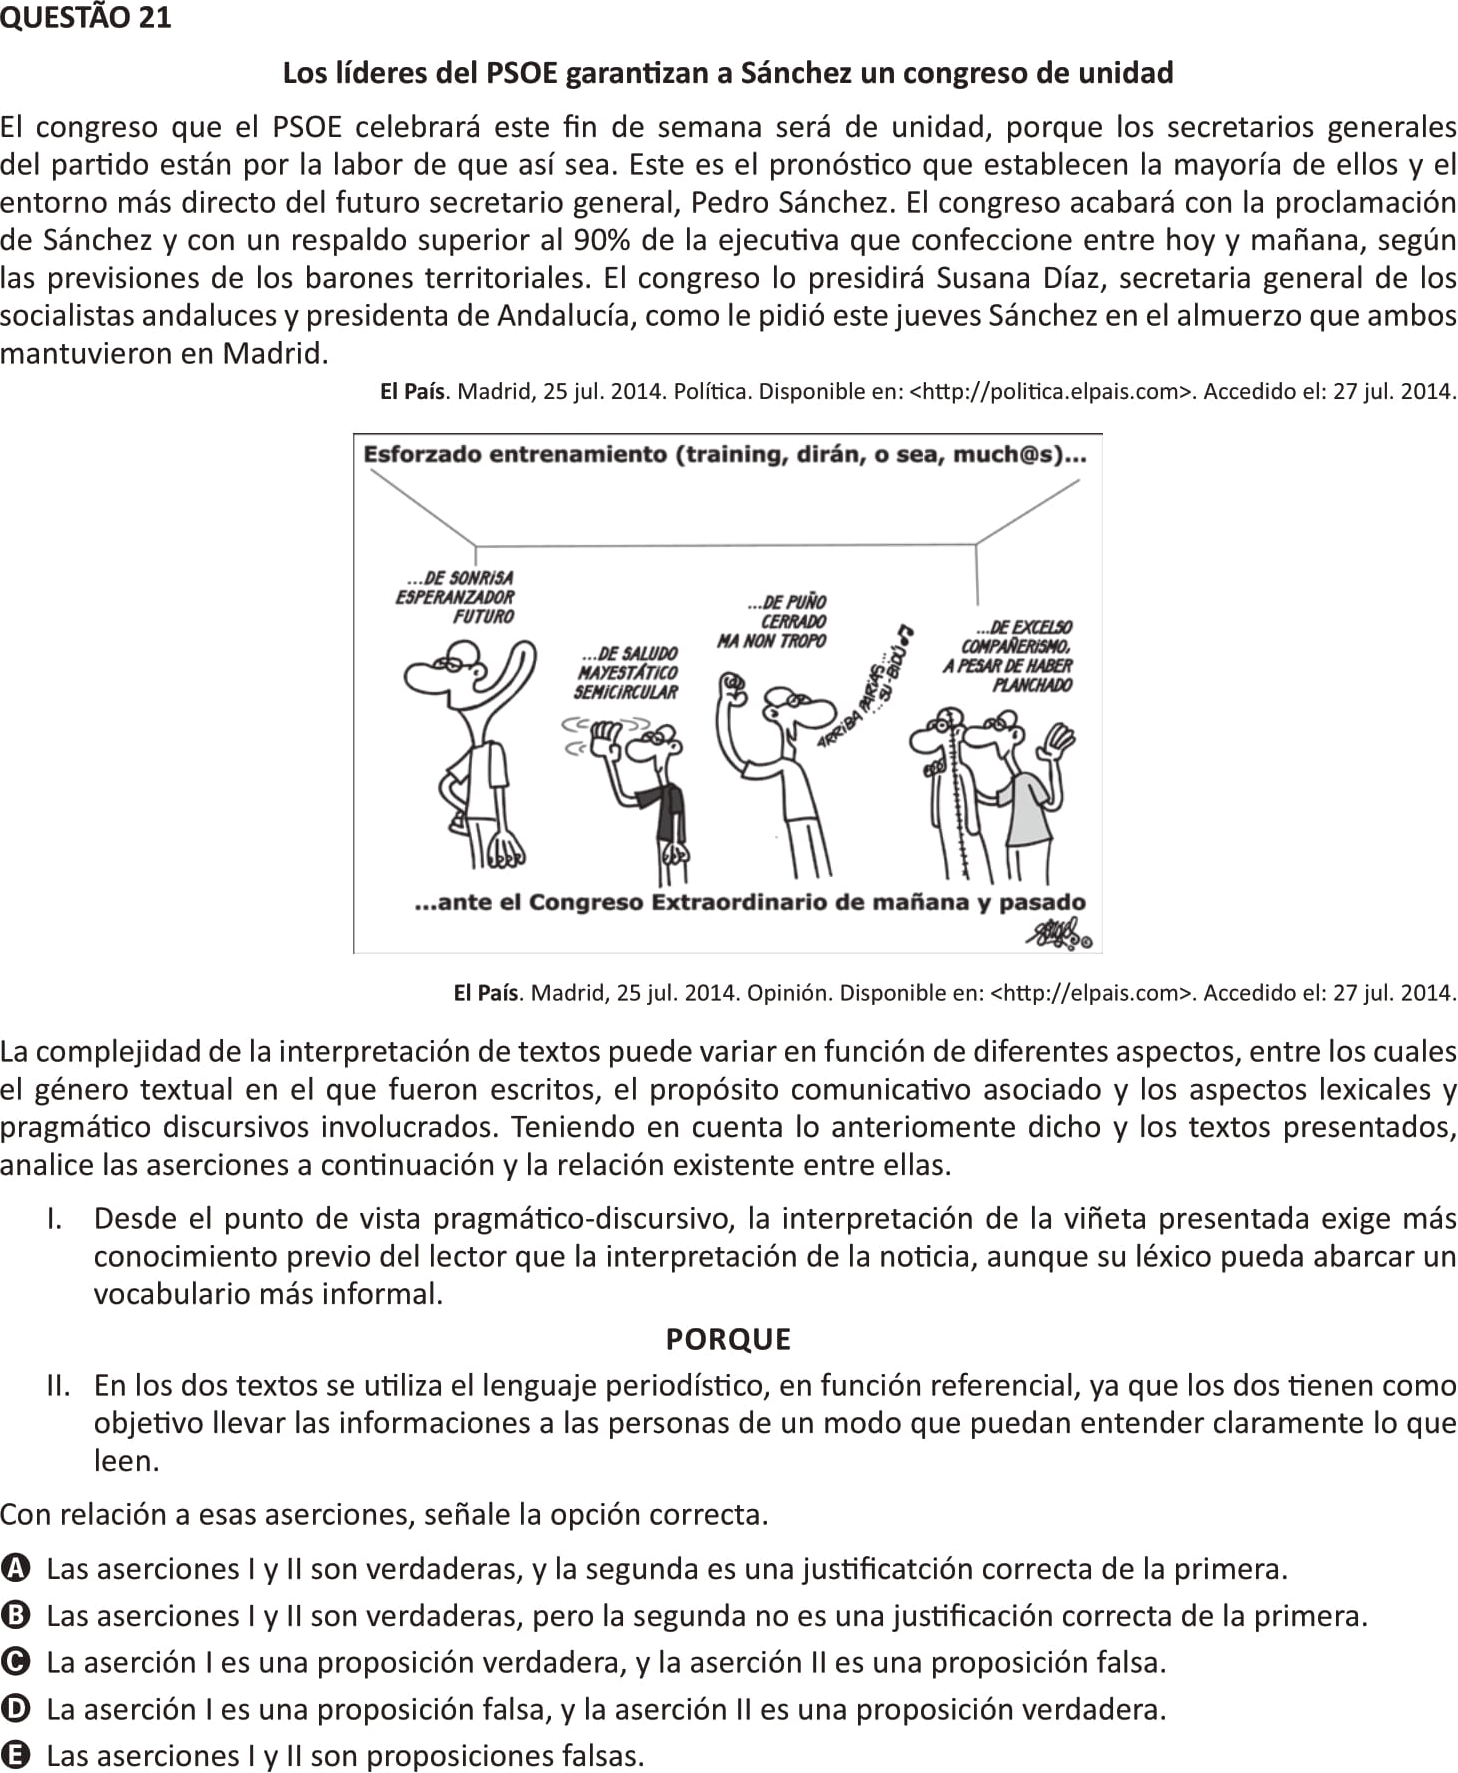 QUESTÃO 21
Los líderes del PSOE garantizan a Sánchez un congreso de unidad
El congreso que el PSOE celebrará este fin de semana será de unidad, porque los secretarios generales
del partido están por la labor de que así sea. Este es el pronóstico que establecen la mayoría de ellos y el
entorno más directo del futuro secretario general, Pedro Sánchez. El congreso acabará con la proclamación
de Sánchez y con un respaldo superior al 90% de la ejecutiva que confeccione entre hoy y mañana, según
las previsiones de los barones territoriales. El congreso lo presidirá Susana Díaz, secretaria general de los
socialistas andaluces y presidenta de Andalucía, como le pidió este jueves Sánchez en el almuerzo que ambos
mantuvieron en Madrid.
El País. Madrid, 25 jul. 2014. Política. Disponible en: <http://politica.elpais.com>. Accedido el: 27 jul. 2014.
Esforzado entrenamiento (training, dirán, o sea, much@s)...
...DE SONRISA
ESPERANZADOR
FUTURO
...DE SALUDO
MAYESTÁTICO
SEMICIRCULAR
...DE PUÑO
CERRADO
MA NON TROPO
ARRIBA PARIAS...
...SU-BIDÚ♫
...DE EXCELSO
COMPAÑERISMO,
A PESAR DE HABER
PLANCHADO
...ante el Congreso Extraordinario de mañana y pasado
El País. Madrid, 25 jul. 2014. Opinión. Disponible en: <http://elpais.com>. Accedido el: 27 jul. 2014.
La complejidad de la interpretación de textos puede variar en función de diferentes aspectos, entre los cuales
el género textual en el que fueron escritos, el propósito comunicativo asociado y los aspectos lexicales y
pragmático discursivos involucrados. Teniendo en cuenta lo anteriomente dicho y los textos presentados,
analice las aserciones a continuación y la relación existente entre ellas.
I. Desde el punto de vista pragmático-discursivo, la interpretación de la viñeta presentada exige más
conocimiento previo del lector que la interpretación de la noticia, aunque su léxico pueda abarcar un
vocabulario más informal.
PORQUE
II. En los dos textos se utiliza el lenguaje periodístico, en función referencial, ya que los dos tienen como
objetivo llevar las informaciones a las personas de un modo que puedan entender claramente lo que
leen.
Con relación a esas aserciones, señale la opción correcta.
A Las aserciones I y II son verdaderas, y la segunda es una justificatción correcta de la primera.
B Las aserciones I y II son verdaderas, pero la segunda no es una justificación correcta de la primera.
C La aserción I es una proposición verdadera, y la aserción II es una proposición falsa.
D La aserción I es una proposición falsa, y la aserción II es una proposición verdadera.
E Las aserciones I y II son proposiciones falsas.